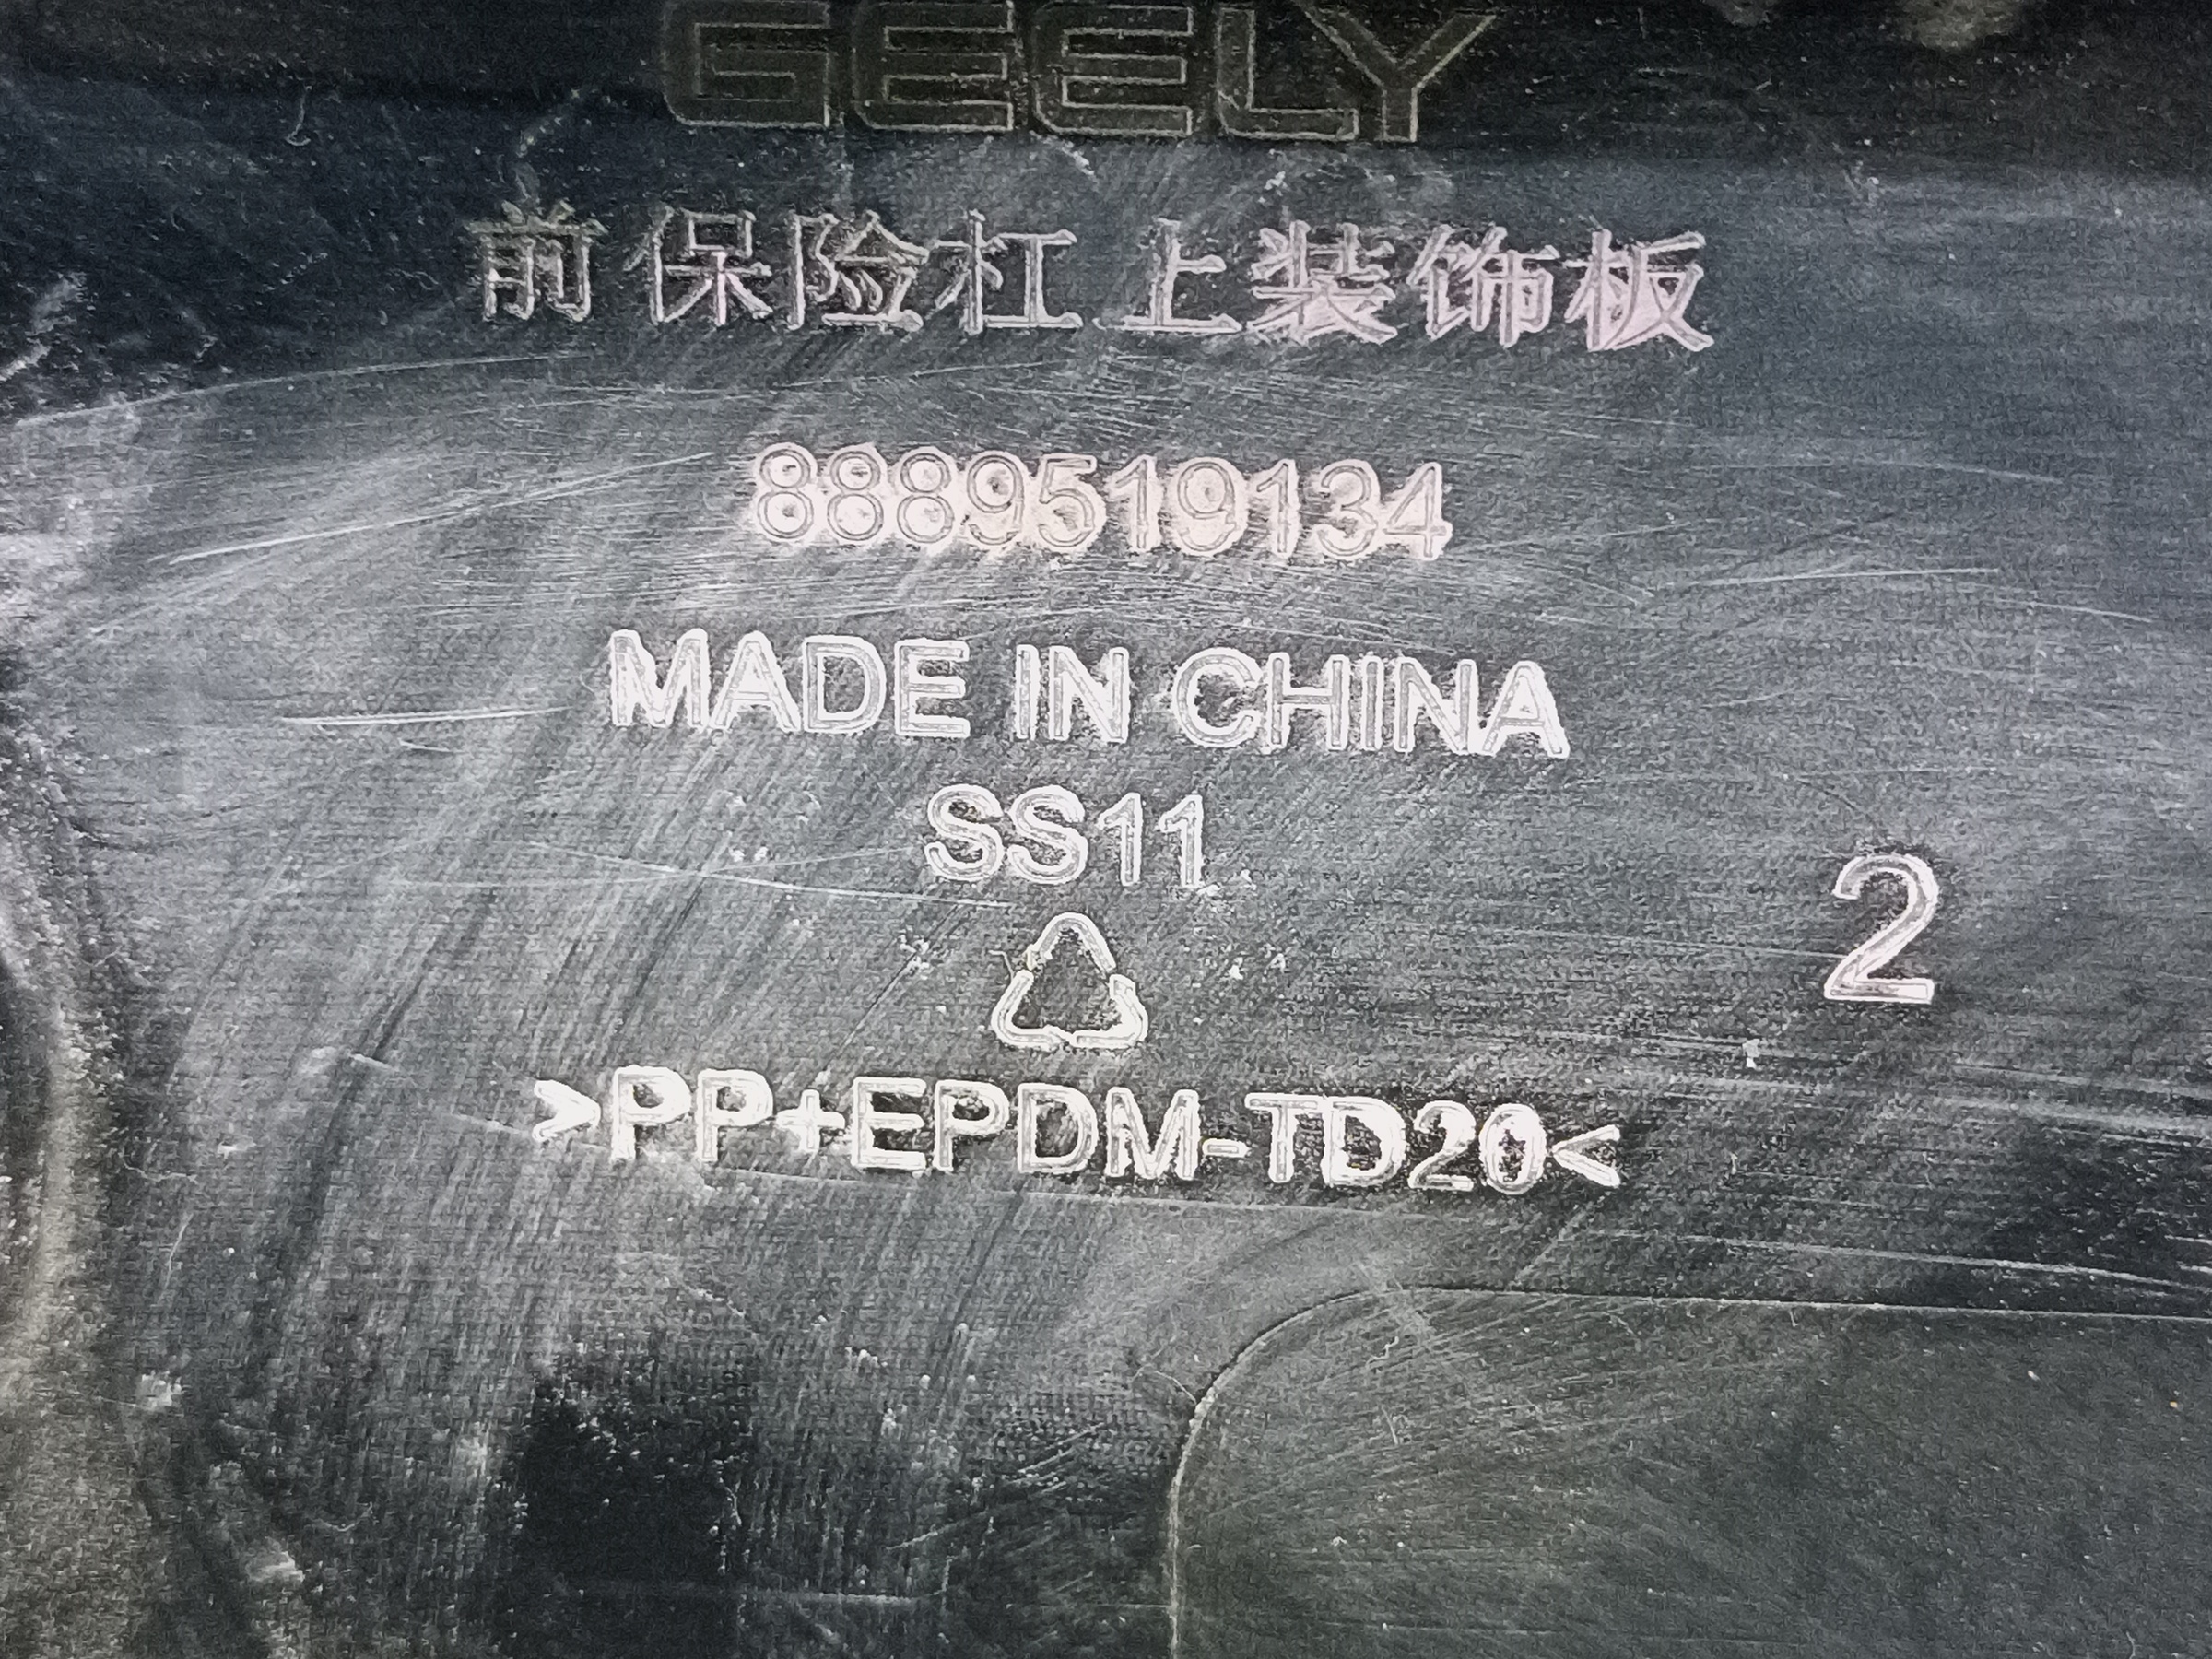 GEELY
前保险杠上装饰板
8889519134
MADE IN CHINA
SS11
2
>PP+EPDM-TD20<